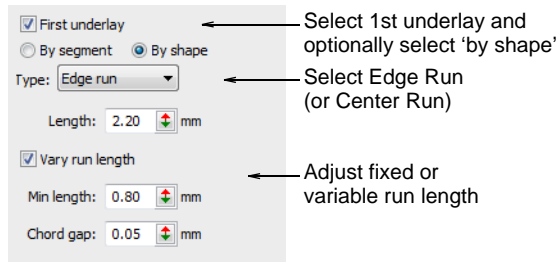 First underlay
By segment By shape
Type: Edge run
Length: 2.20 mm
Vary run length
Min length: 0.80 mm
Chord gap: 0.05 mm
Select 1st underlay and
optionally select ‘by shape’
Select Edge Run
(or Center Run)
Adjust fixed or
variable run length